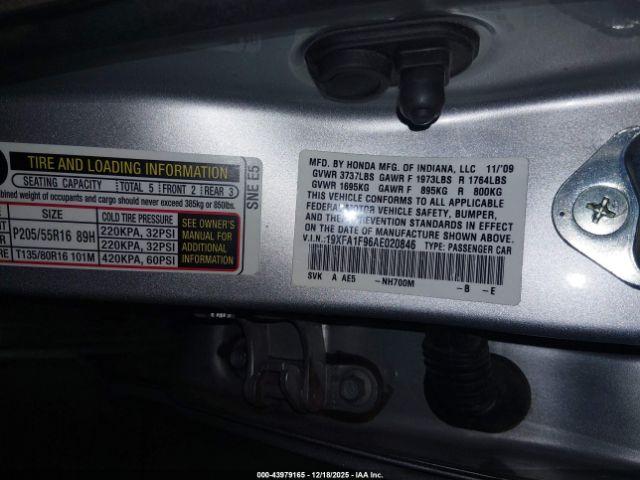 TIRE AND LOADING INFORMATION
SEATING CAPACITY TOTAL 5 FRONT 2 REAR 3
bined weight of occupants and cargo should never exceed 385kg or 850lbs.
SIZE COLD TIRE PRESSURE
P205/55R16 89H 220KPA, 32PSI
220KPA, 32PSI
RE T135/80R16 101M 420KPA, 60PSI
SEE OWNER'S
MANUAL FOR
ADDITIONAL
INFORMATION
SNE E5
MFD. BY HONDA MFG. OF INDIANA, LLC 11/'09
GVWR 3737LBS GAWR F 1973LBS R 1764LBS
GVWR 1695KG GAWR F 895KG R 800KG
THIS VEHICLE CONFORMS TO ALL APPLICABLE
FEDERAL MOTOR VEHICLE SAFETY, BUMPER,
AND THEFT PREVENTION STANDARDS IN EFFECT
ON THE DATE OF MANUFACTURE SHOWN ABOVE.
V.I.N.:19XFA1F96AE020846 TYPE: PASSENGER CAR
SVK A AE5 -NH700M -B -E
000-43979165 - 12/18/2025 - IAA Inc.